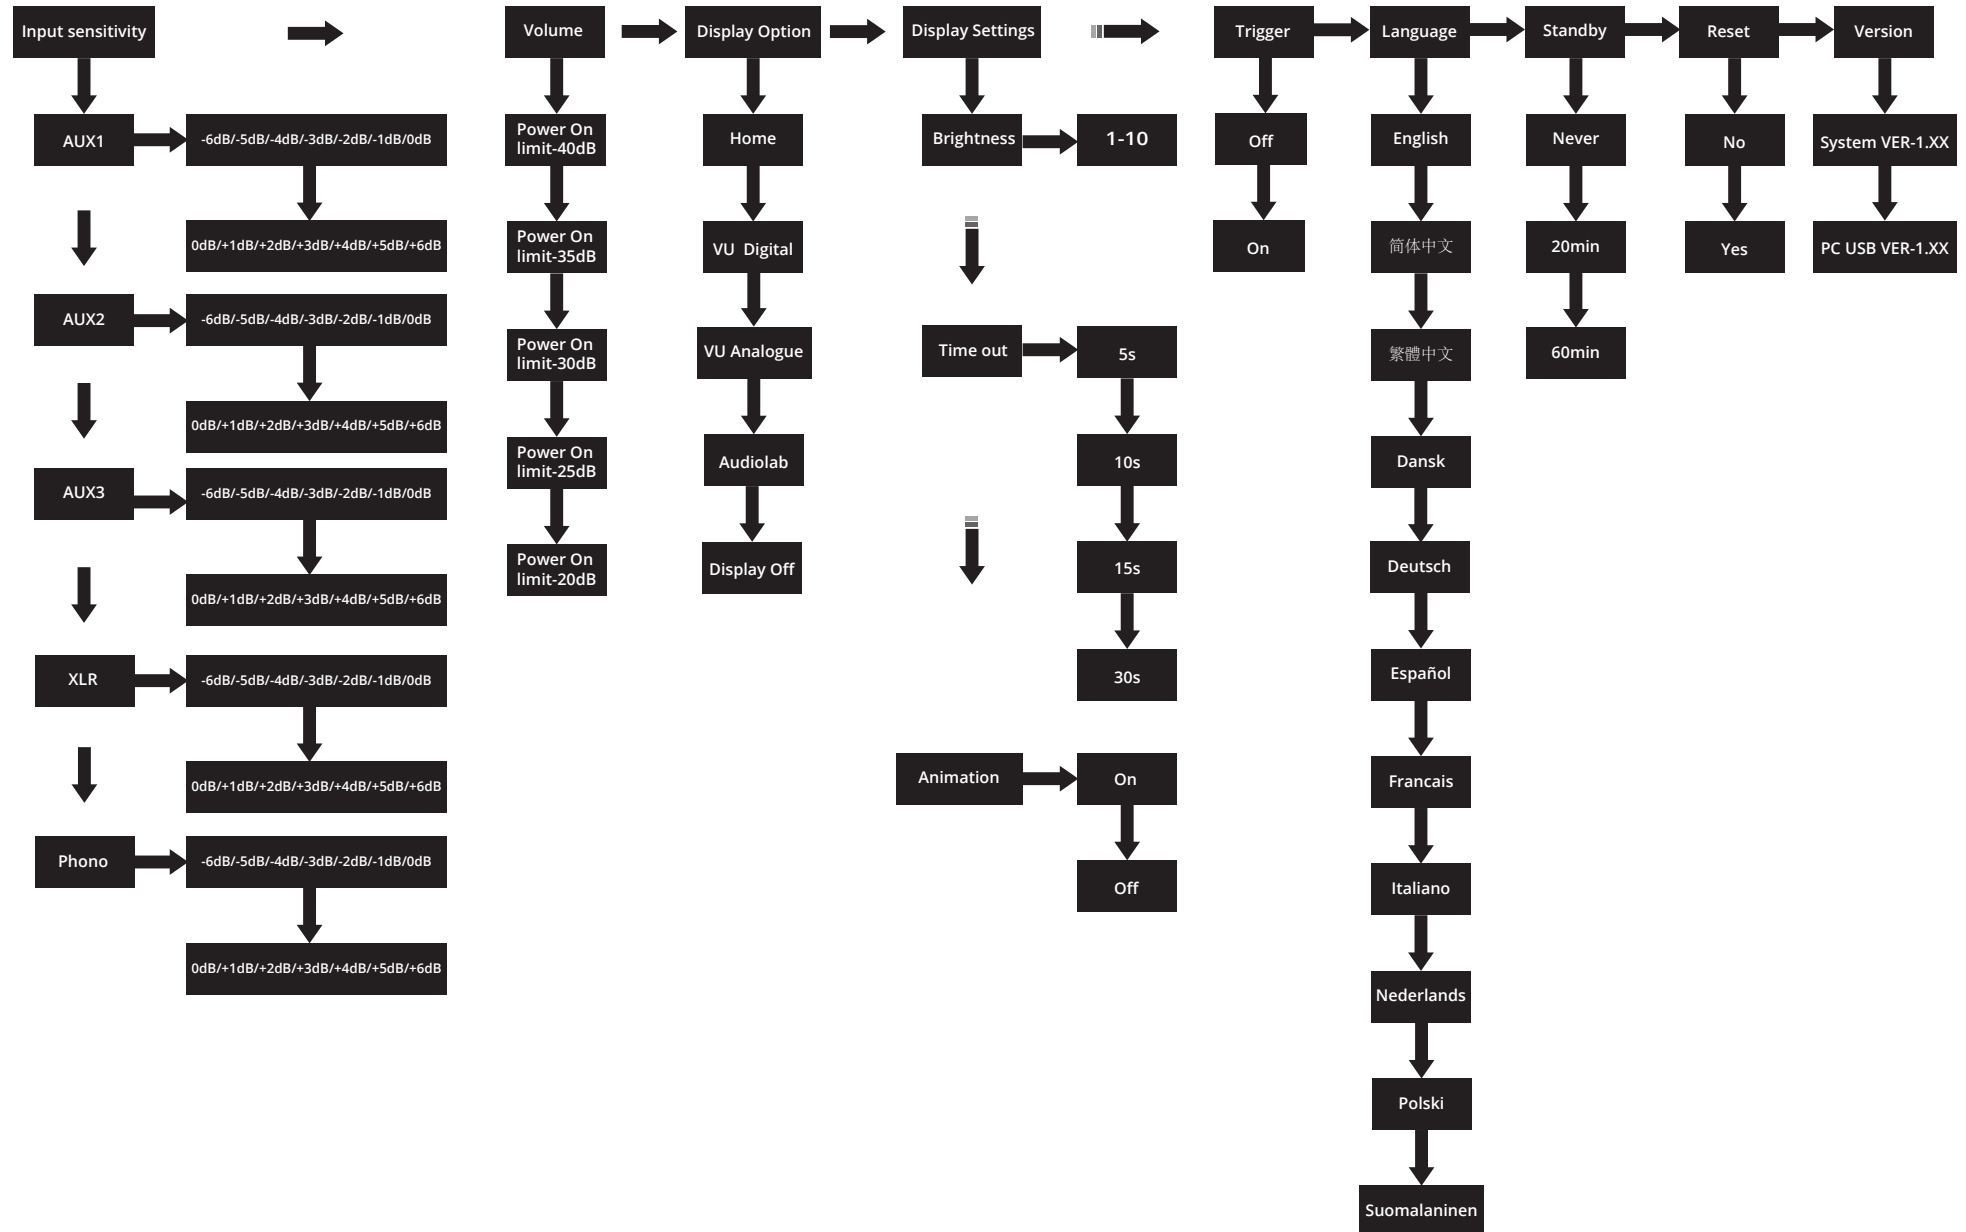 Input sensitivity
Volume
Display Option
Display Settings
Trigger
Language
Standby
Reset
Version
AUX1
-6dB/-5dB/-4dB/-3dB/-2dB/-1dB/0dB
0dB/+1dB/+2dB/+3dB/+4dB/+5dB/+6dB
AUX2
-6dB/-5dB/-4dB/-3dB/-2dB/-1dB/0dB
0dB/+1dB/+2dB/+3dB/+4dB/+5dB/+6dB
AUX3
-6dB/-5dB/-4dB/-3dB/-2dB/-1dB/0dB
0dB/+1dB/+2dB/+3dB/+4dB/+5dB/+6dB
XLR
-6dB/-5dB/-4dB/-3dB/-2dB/-1dB/0dB
0dB/+1dB/+2dB/+3dB/+4dB/+5dB/+6dB
Phono
-6dB/-5dB/-4dB/-3dB/-2dB/-1dB/0dB
0dB/+1dB/+2dB/+3dB/+4dB/+5dB/+6dB
Power On
limit-40dB
Power On
limit-35dB
Power On
limit-30dB
Power On
limit-25dB
Power On
limit-20dB
Home
VU Digital
VU Analogue
Audiolab
Display Off
Brightness
1-10
Time out
5s
10s
15s
30s
Animation
On
Off
Off
On
English
简体中文
繁體中文
Dansk
Deutsch
Español
Francais
Italiano
Nederlands
Polski
Suomalaninen
Never
20min
60min
No
Yes
System VER-1.XX
PC USB VER-1.XX